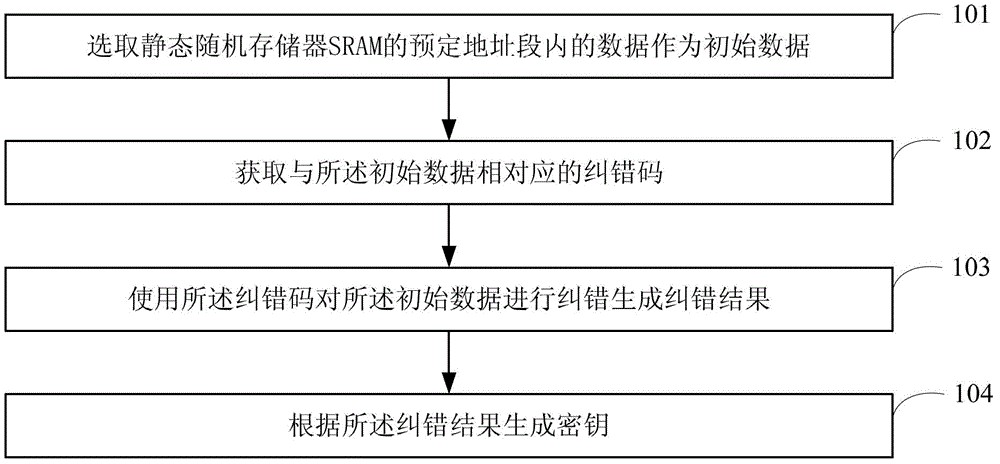 101
选取静态随机存储器SRAM的预定地址段内的数据作为初始数据
102
获取与所述初始数据相对应的纠错码
103
使用所述纠错码对所述初始数据进行纠错生成纠错结果
104
根据所述纠错结果生成密钥